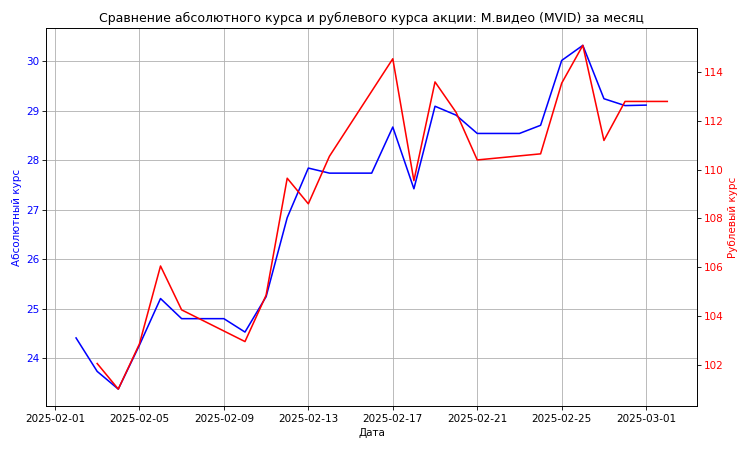 Сравнение абсолютного курса и рублевого курса акции: М.видео (MVID) за месяц
Абсолютный курс
30
29
28
27
26
25
24
114
112
110
108
106
104
102
Рублевый курс
2025-02-01 2025-02-05 2025-02-09 2025-02-13 2025-02-17 2025-02-21 2025-02-25 2025-03-01
Дата